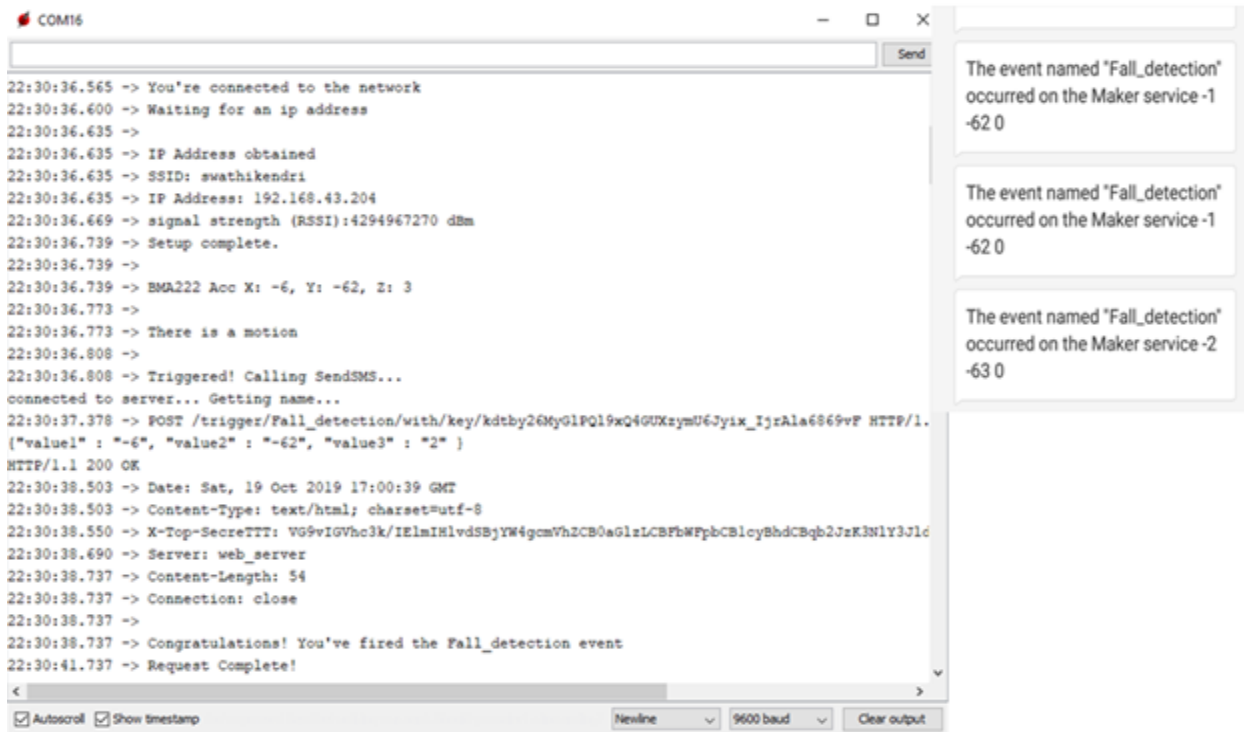 COM16
Send
22:30:36.565 -> You're connected to the network
22:30:36.600 -> Waiting for an ip address
22:30:36.635 ->
22:30:36.635 -> IP Address obtained
22:30:36.635 -> SSID: swathikendri
22:30:36.635 -> IP Address: 192.168.43.204
22:30:36.669 -> signal strength (RSSI):4294967270 dBm
22:30:36.739 -> Setup complete.
22:30:36.739 ->
22:30:36.739 -> BMA222 Acc X: -6, Y: -62, Z: 3
22:30:36.773 ->
22:30:36.773 -> There is a motion
22:30:36.808 ->
22:30:36.808 -> Triggered! Calling SendSMS...
connected to server... Getting name...
22:30:37.378 -> POST /trigger/Fall_detection/with/key/ HTTP/1.
{"value1" : "-6", "value2" : "-62", "value3" : "2" }
HTTP/1.1 200 OK
22:30:38.503 -> Date: Sat, 19 Oct 2019 17:00:39 GMT
22:30:38.503 -> Content-Type: text/html; charset=utf-8
22:30:38.550 -> X-Top-SecreTTT:
22:30:38.690 -> Server: web_server
22:30:38.737 -> Content-Length: 54
22:30:38.737 -> Connection: close
22:30:38.737 ->
22:30:38.737 -> Congratulations! You've fired the Fall_detection event
22:30:41.737 -> Request Complete!
Autoscroll Show timestamp
Newline
9600 baud
Clear output
The event named "Fall_detection"
occurred on the Maker service -1
-62 0
The event named "Fall_detection"
occurred on the Maker service -1
-62 0
The event named "Fall_detection"
occurred on the Maker service -2
-63 0